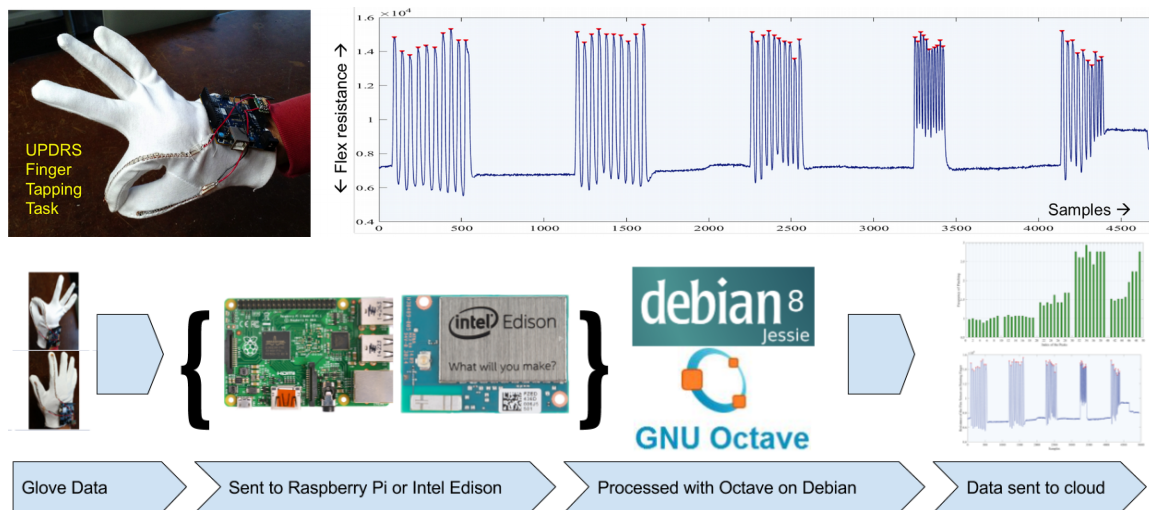 UPDRS
Finger
Tapping
Task
×10⁴
1.6
1.4
1.2
1
0.8
0.6
0.4
← Flex resistance →
0
500
1000
1500
2000
2500
3000
3500
4000
4500
Samples →
intel Edison
What will you make?
debian 8
Jessie
GNU Octave
Glove Data
Sent to Raspberry Pi or Intel Edison
Processed with Octave on Debian
Data sent to cloud